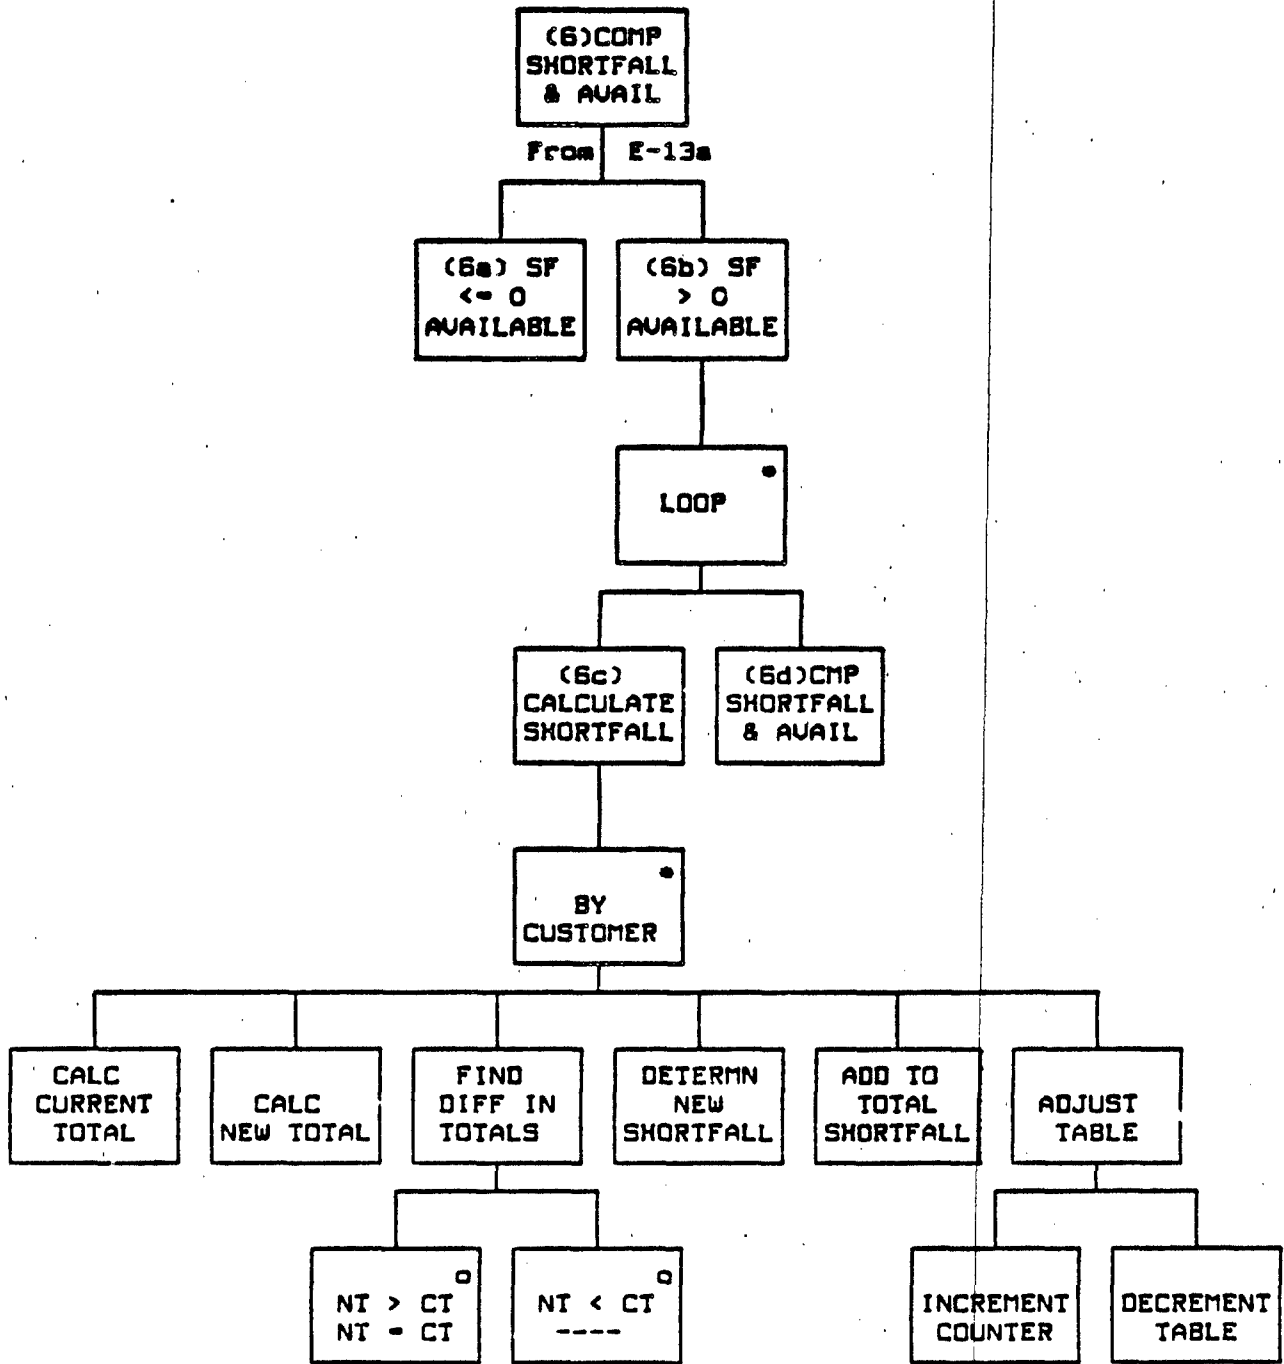 (6)COMP
SHORTFALL
& AVAIL
From E-13a
(6a) SF
<= 0
AVAILABLE
(6b) SF
> 0
AVAILABLE
LOOP
(6c)
CALCULATE
SHORTFALL
(6d)CMP
SHORTFALL
& AVAIL
BY
CUSTOMER
CALC
CURRENT
TOTAL
CALC
NEW TOTAL
FIND
DIFF IN
TOTALS
DETERMN
NEW
SHORTFALL
ADD TO
TOTAL
SHORTFALL
ADJUST
TABLE
NT > CT
NT = CT
NT < CT
----
INCREMENT
COUNTER
DECREMENT
TABLE